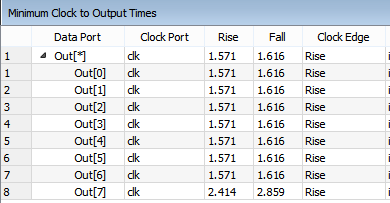 Minimum Clock to Output Times
Data Port Clock Port Rise Fall Clock Edge
1 Out[*] clk 1.571 1.616 Rise
1 Out[0] clk 1.571 1.616 Rise
2 Out[1] clk 1.571 1.616 Rise
3 Out[2] clk 1.571 1.616 Rise
4 Out[3] clk 1.571 1.616 Rise
5 Out[4] clk 1.571 1.616 Rise
6 Out[5] clk 1.571 1.616 Rise
7 Out[6] clk 1.571 1.616 Rise
8 Out[7] clk 2.414 2.859 Rise